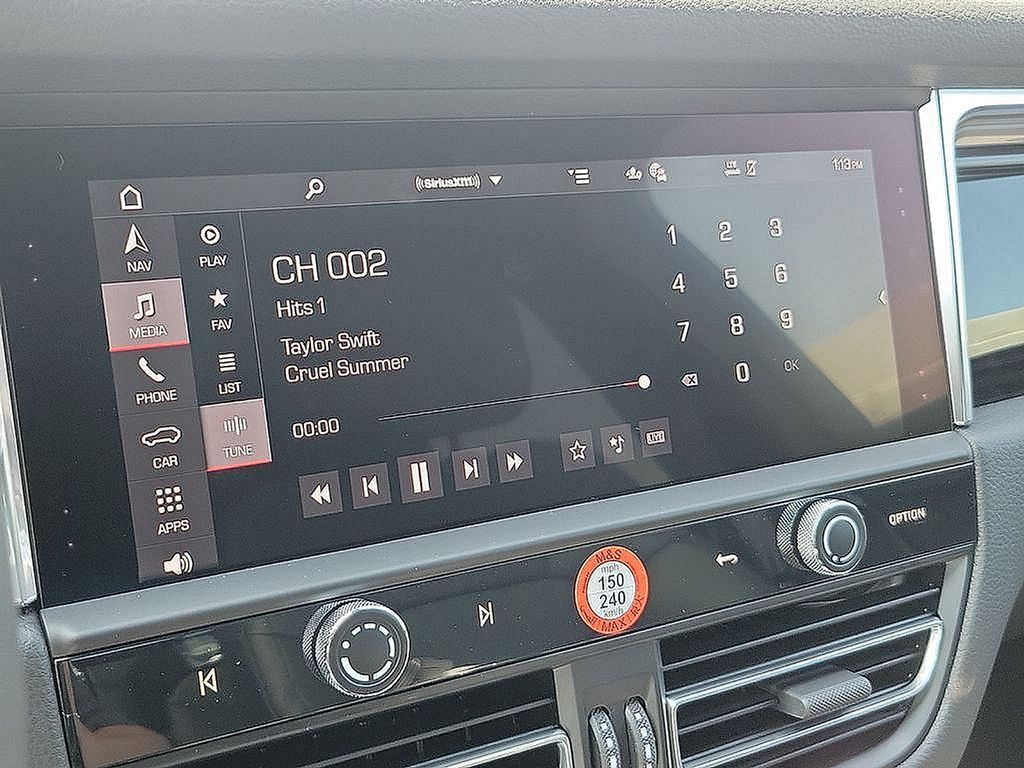 ((SiriusXM))
LTE
1:13 PM
NAV
MEDIA
PHONE
CAR
APPS
PLAY
FAV
LIST
TUNE
CH 002
Hits 1
Taylor Swift
Cruel Summer
00:00
1 2 3
4 5 6
7 8 9
0 OK
LIVE
OPTION
M&S
mph
150
240
km/h
MAX